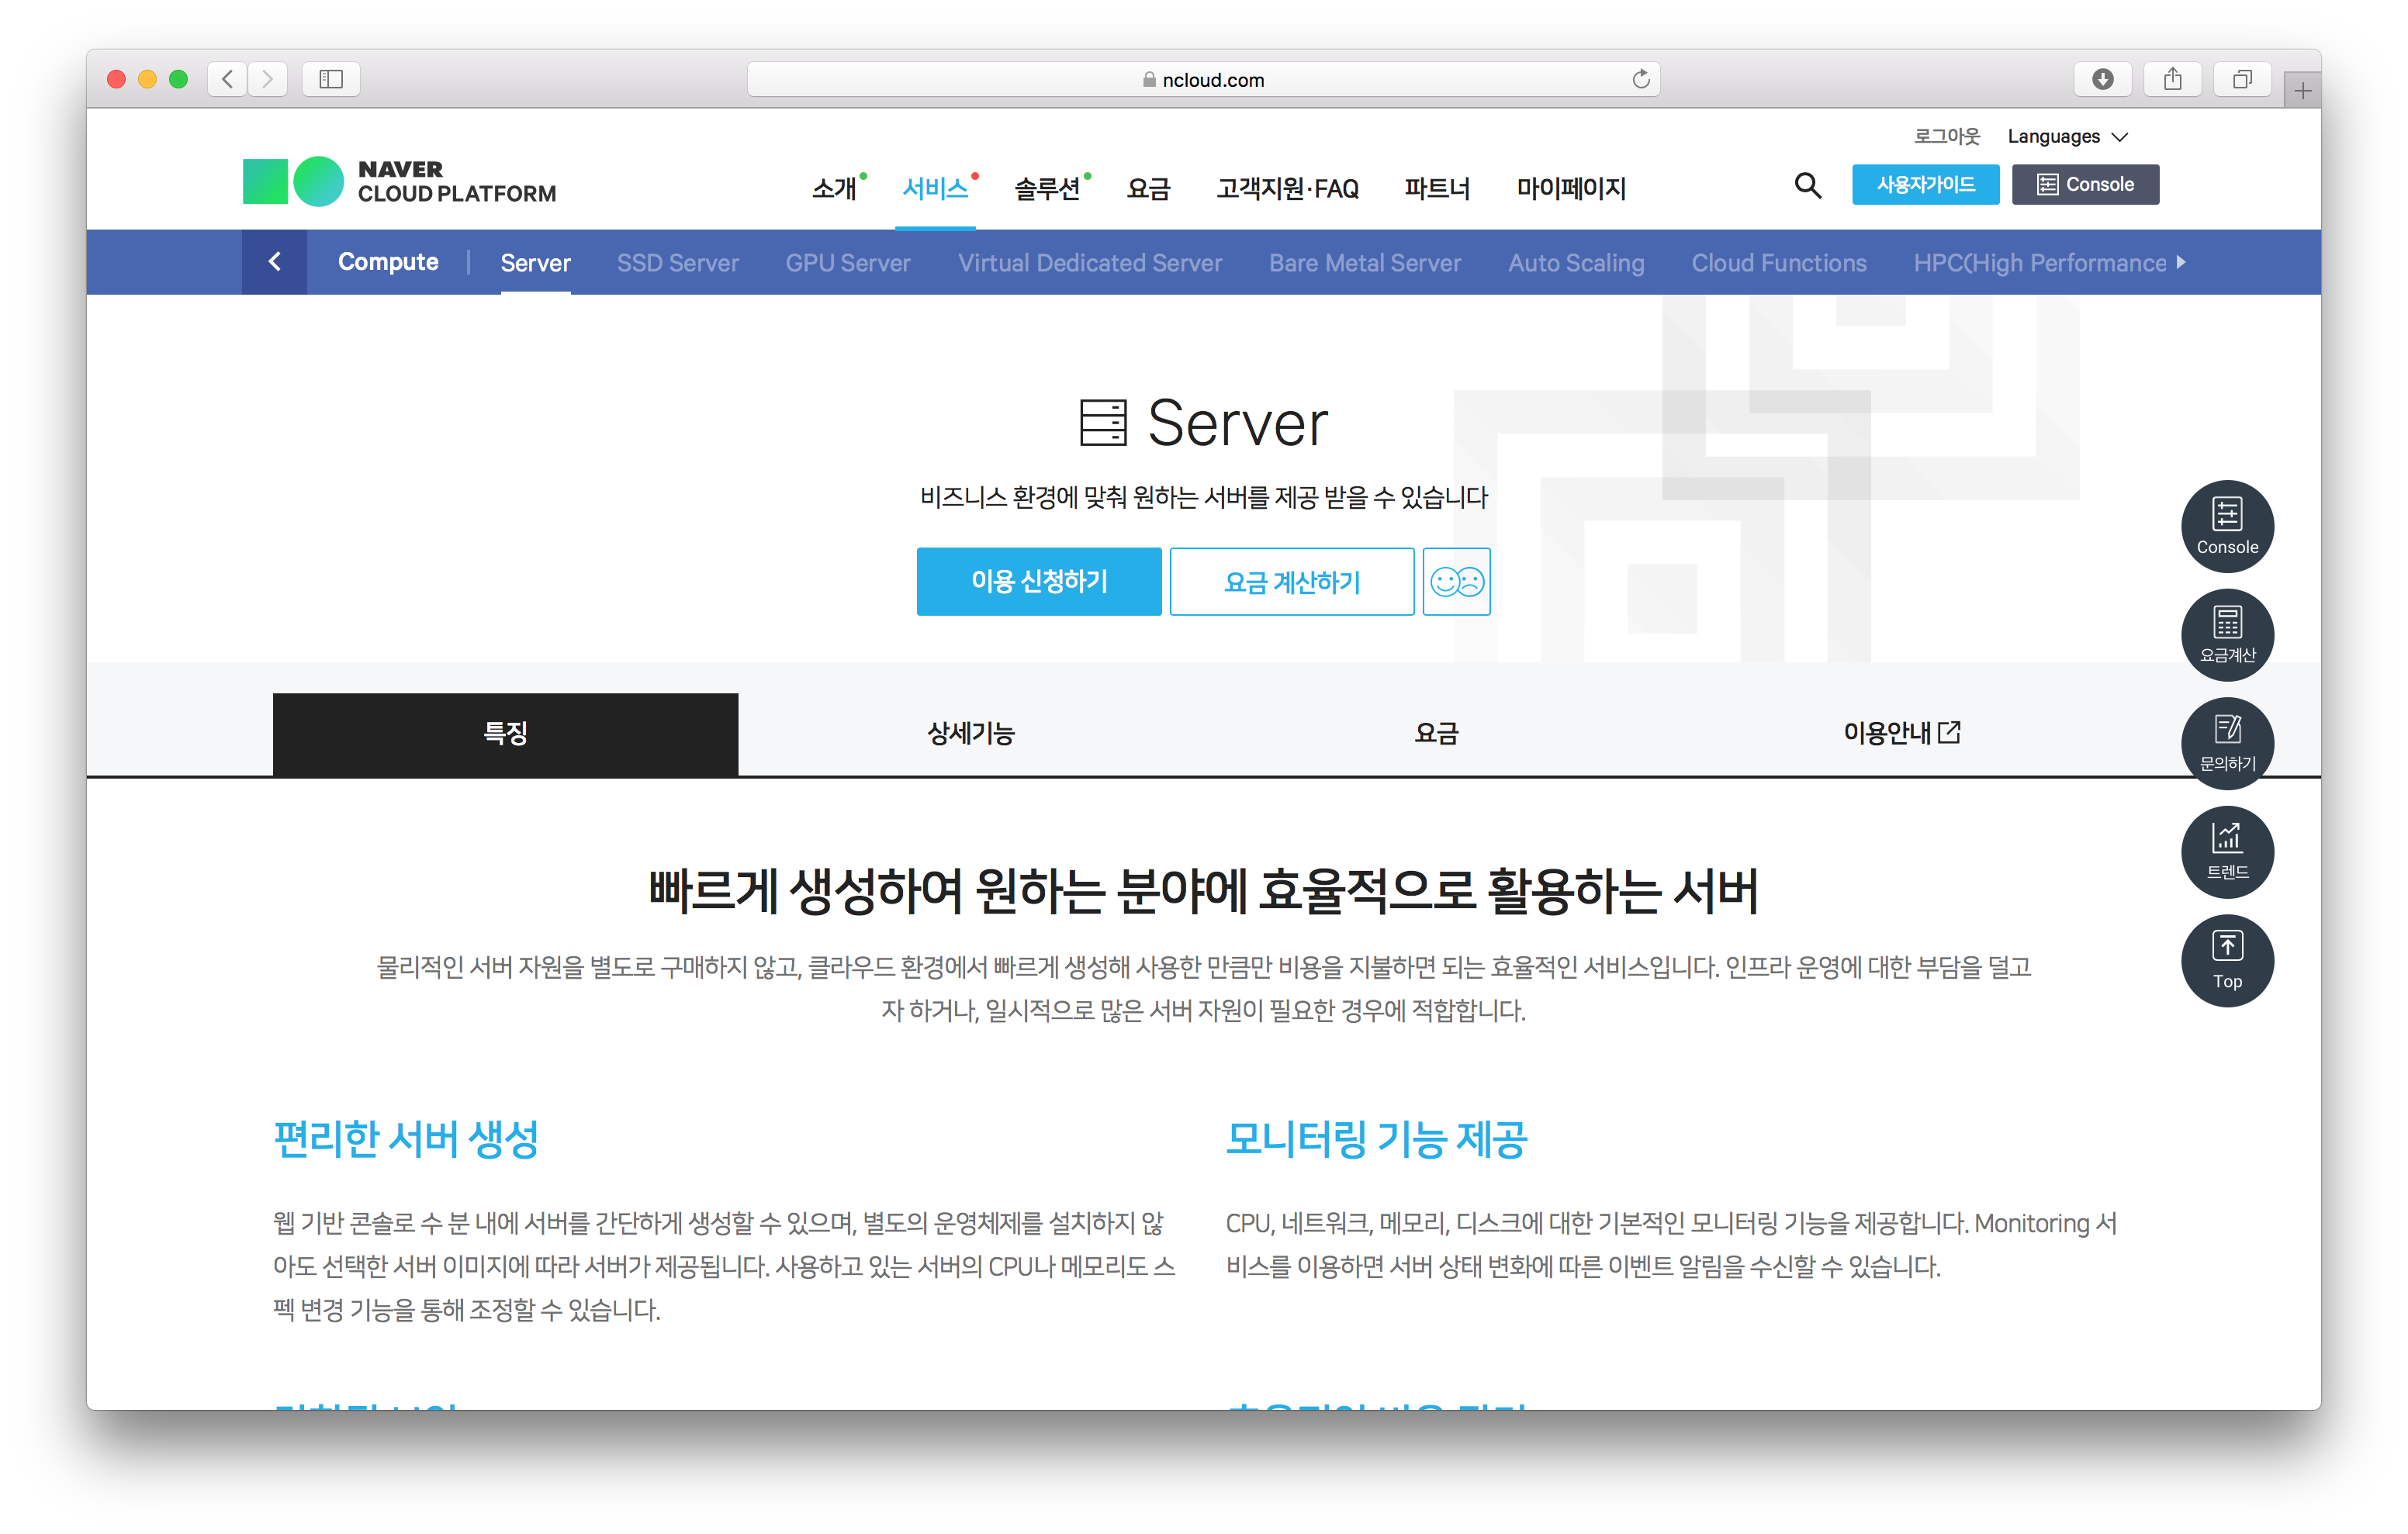 ncloud.com
로그아웃 Languages
NAVER
CLOUD PLATFORM
소개 서비스 솔루션 요금 고객지원·FAQ 파트너 마이페이지 사용자가이드 Console
Compute | Server SSD Server GPU Server Virtual Dedicated Server Bare Metal Server Auto Scaling Cloud Functions HPC(High Performance
Server
비즈니스 환경에 맞춰 원하는 서버를 제공 받을 수 있습니다
이용 신청하기 요금 계산하기
Console
요금계산
문의하기
트렌드
Top
특징 상세기능 요금 이용안내
빠르게 생성하여 원하는 분야에 효율적으로 활용하는 서버
물리적인 서버 자원을 별도로 구매하지 않고, 클라우드 환경에서 빠르게 생성해 사용한 만큼만 비용을 지불하면 되는 효율적인 서비스입니다. 인프라 운영에 대한 부담을 덜고
자 하거나, 일시적으로 많은 서버 자원이 필요한 경우에 적합합니다.
편리한 서버 생성
웹 기반 콘솔로 수 분 내에 서버를 간단하게 생성할 수 있으며, 별도의 운영체제를 설치하지 않
아도 선택한 서버 이미지에 따라 서버가 제공됩니다. 사용하고 있는 서버의 CPU나 메모리도 스
펙 변경 기능을 통해 조정할 수 있습니다.
모니터링 기능 제공
CPU, 네트워크, 메모리, 디스크에 대한 기본적인 모니터링 기능을 제공합니다. Monitoring 서
비스를 이용하면 서버 상태 변화에 따른 이벤트 알림을 수신할 수 있습니다.